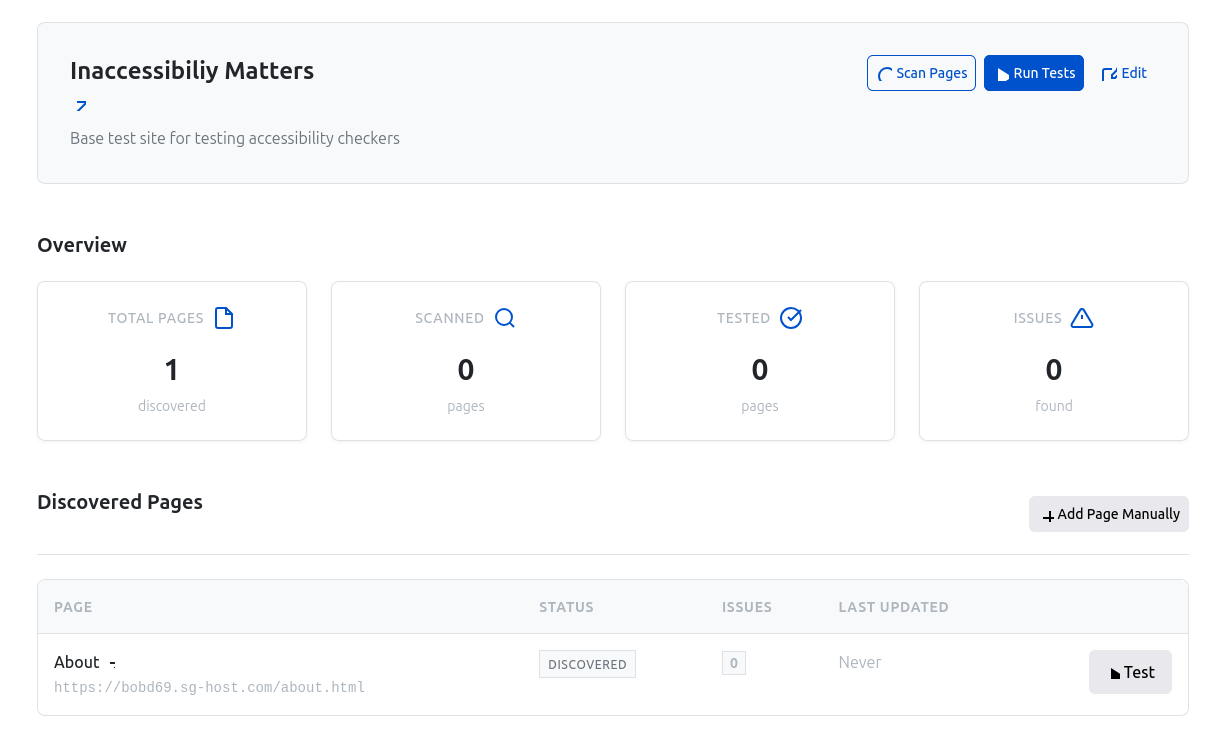 Inaccessibiliy Matters
Scan Pages
Run Tests
Edit
Base test site for testing accessibility checkers
Overview
TOTAL PAGES
1
discovered
SCANNED
0
pages
TESTED
0
pages
ISSUES
0
found
Discovered Pages
Add Page Manually
PAGE STATUS ISSUES LAST UPDATED
About DISCOVERED 0 Never Test
https://bobd69.sg-host.com/about.html